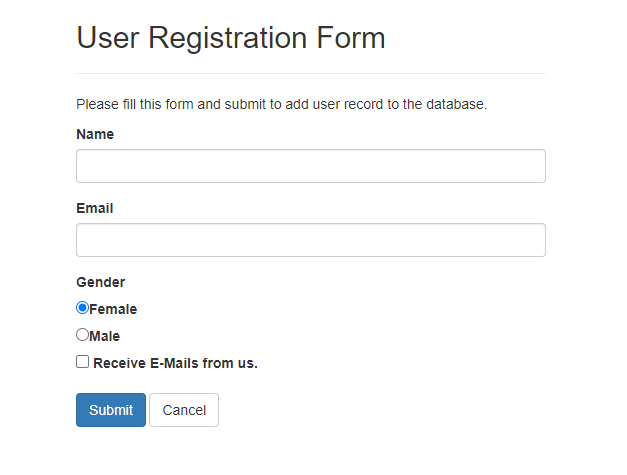 User Registration Form
Please fill this form and submit to add user record to the database.
Name
Email
Gender
Female
Male
Receive E-Mails from us.
Submit Cancel